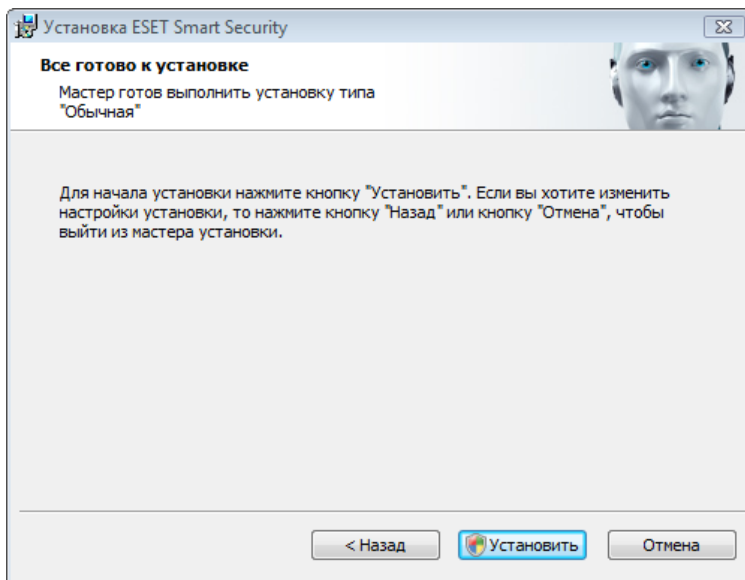 Установка ESET Smart Security
Все готово к установке
Мастер готов выполнить установку типа
"Обычная"
Для начала установки нажмите кнопку "Установить". Если вы хотите изменить
настройки установки, то нажмите кнопку "Назад" или кнопку "Отмена", чтобы
выйти из мастера установки.
< Назад
Установить
Отмена